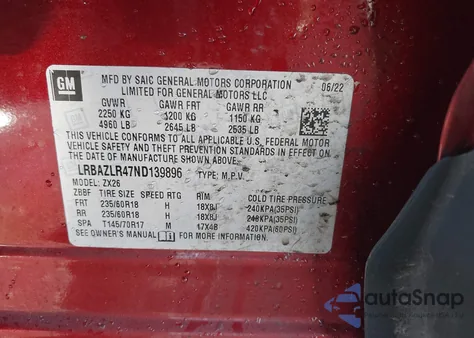 GM
MFD BY SAIC GENERAL MOTORS CORPORATION 06/22
LIMITED FOR GENERAL MOTORS LLC
GVWR GAWR FRT GAWR RR
2250 KG 1200 KG 1150 KG
4960 LB 2645 LB 2535 LB
THIS VEHICLE CONFORMS TO ALL APPLICABLE U.S. FEDERAL MOTOR
VEHICLE SAFETY, BUMPER, AND THEFT PREVENTION STANDARDS IN
EFFECT ON THE DATE OF MANUFACTURE SHOWN ABOVE.
LRBAZLR47ND139896 TYPE: M.P.V.
MODEL: ZX26
ZBBF TIRE SIZE SPEED RTG RIM COLD TIRE PRESSURE
FRT 235/60R18 H 18X8J 240KPA(35PSI)
RR 235/60R18 H 18X8J 240KPA(35PSI)
SPA T145/70R17 M 17X4B 420KPA(60PSI)
SEE OWNER'S MANUAL FOR MORE INFORMATION
autoSnap